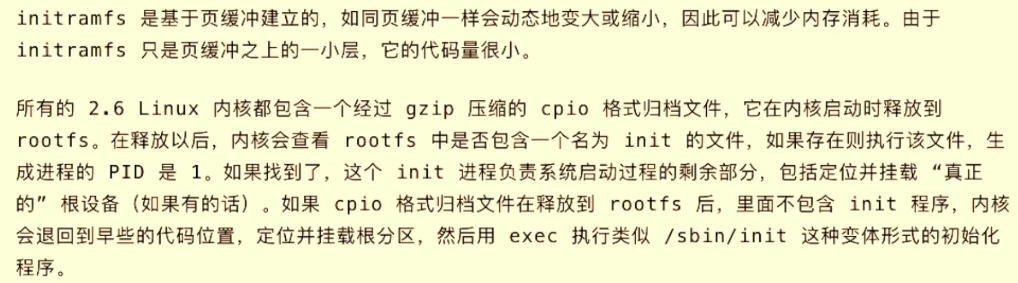 initramfs 是基于页缓冲建立的，如同页缓冲一样会动态地变大或缩小，因此可以减少内存消耗。由于
initramfs 只是页缓冲之上的一小层，它的代码量很小。
所有的 2.6 Linux 内核都包含一个经过 gzip 压缩的 cpio 格式归档文件，它在内核启动时释放到
rootfs。在释放以后，内核会查看 rootfs 中是否包含一个名为 init 的文件，如果存在则执行该文件，生
成进程的 PID 是 1。如果找到了，这个 init 进程负责系统启动过程的剩余部分，包括定位并挂载 “真正
的” 根设备（如果有的话）。如果 cpio 格式归档文件在释放到 rootfs 后，里面不包含 init 程序，内核
会退回到早些的代码位置，定位并挂载根分区，然后用 exec 执行类似 /sbin/init 这种变体形式的初始化
程序。